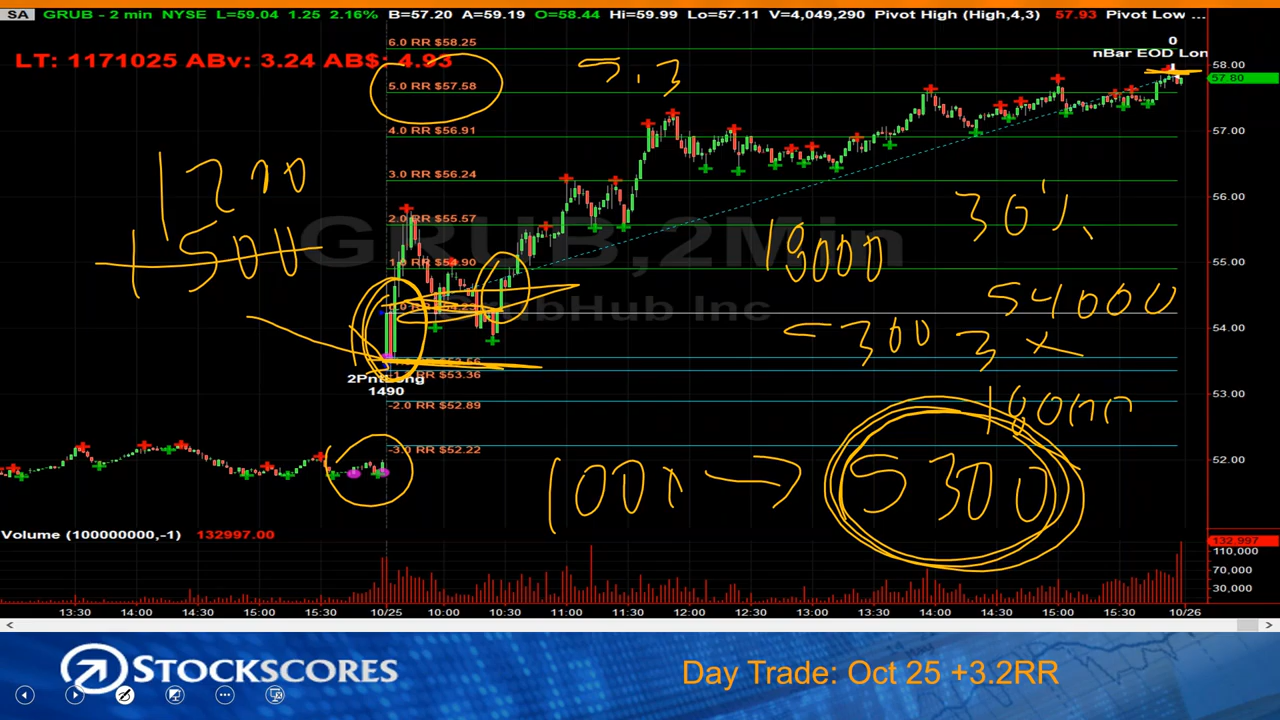 SA GRUB - 2 min NYSE L=59.04 1.25 2.16% B=57.20 A=59.19 O=58.44 Hi=59.99 Lo=57.11 V=4,049,290 Pivot High (High,4,3) 57.93 Pivot Low ...
0
6.0 RR $58.25
nBar EOD Lon
LT: 1171025 ABv: 3.24 AB$: 4.93
58.00
57.80
5.0 RR $57.58
5.3
4.0 RR $56.91
57.00
3.0 RR $56.24
56.00
2.0 RR $55.57
1200
1500
30%
GRUB,2Min
18000
1.0 RR $54.90
55.00
54000
GrubHub Inc
5300 3x
54.00
-1.0 RR $53.56
$53.36
2PntLong
1490
53.00
-2.0 RR $52.89
18000
-3.0 RR $52.22
52.00
5300
Volume (100000000,-1) 132997.00
132,997
110,000
70,000
30,000
13:30 14:00 14:30 15:00 15:30 10/25 10:00 10:30 11:00 11:30 12:00 12:30 13:00 13:30 14:00 14:30 15:00 15:30 10/26
STOCKSCORES
Day Trade: Oct 25 +3.2RR